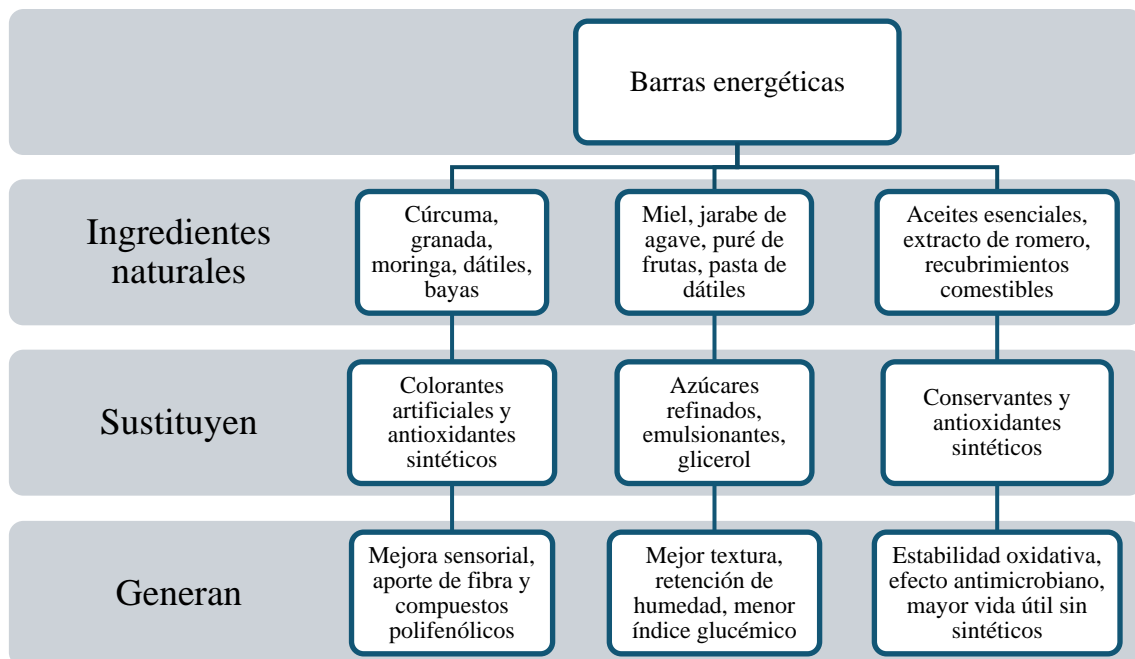 Barras energéticas
Ingredientes
naturales
Cúrcuma,
granada,
moringa, dátiles,
bayas
Miel, jarabe de
agave, puré de
frutas, pasta de
dátiles
Aceites esenciales,
extracto de romero,
recubrimientos
comestibles
Sustituyen
Colorantes
artificiales y
antioxidantes
sintéticos
Azúcares
refinados,
emulsionantes,
glicerol
Conservantes y
antioxidantes
sintéticos
Generan
Mejora sensorial,
aporte de fibra y
compuestos
polifenólicos
Mejor textura,
retención de
humedad, menor
índice glucémico
Estabilidad oxidativa,
efecto antimicrobiano,
mayor vida útil sin
sintéticos